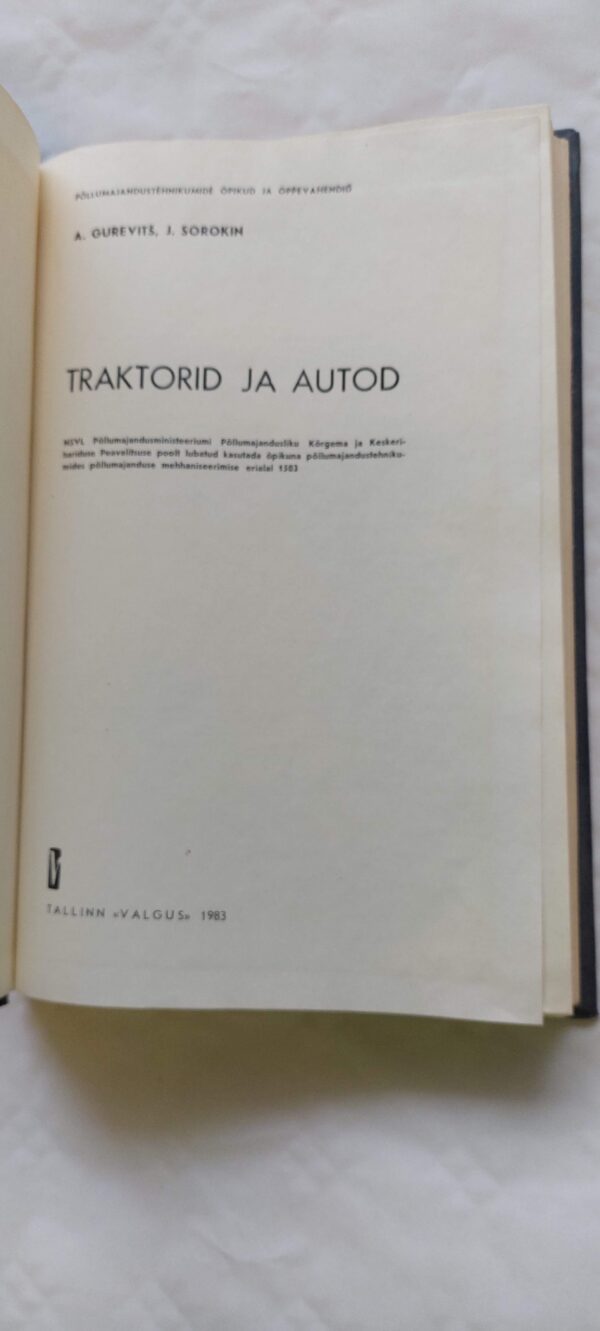 PÕLLUMAJANDUSTEHNIKUMIDE ÕPIKUD JA ÕPPEVAHENDID
A. GUREVITŠ, J. SOROKIN
TRAKTORID JA AUTOD
NSVL Põllumajandusministeeriumi Põllumajandusliku Kõrgema ja Keskeri-
hariduse Peavalitsuse poolt lubatud kasutada õpikuna põllumajandustehniku-
mides põllumajanduse mehhaniseerimise erialal 1503
V
TALLINN «VALGUS» 1983